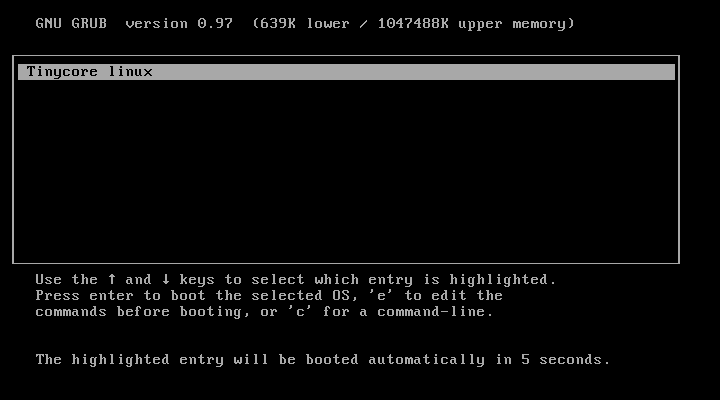 GNU GRUB  version 0.97  (639K lower / 1047488K upper memory)
Tinycore linux
Use the ↑ and ↓ keys to select which entry is highlighted.
Press enter to boot the selected OS, 'e' to edit the
commands before booting, or 'c' for a command-line.
The highlighted entry will be booted automatically in 5 seconds.